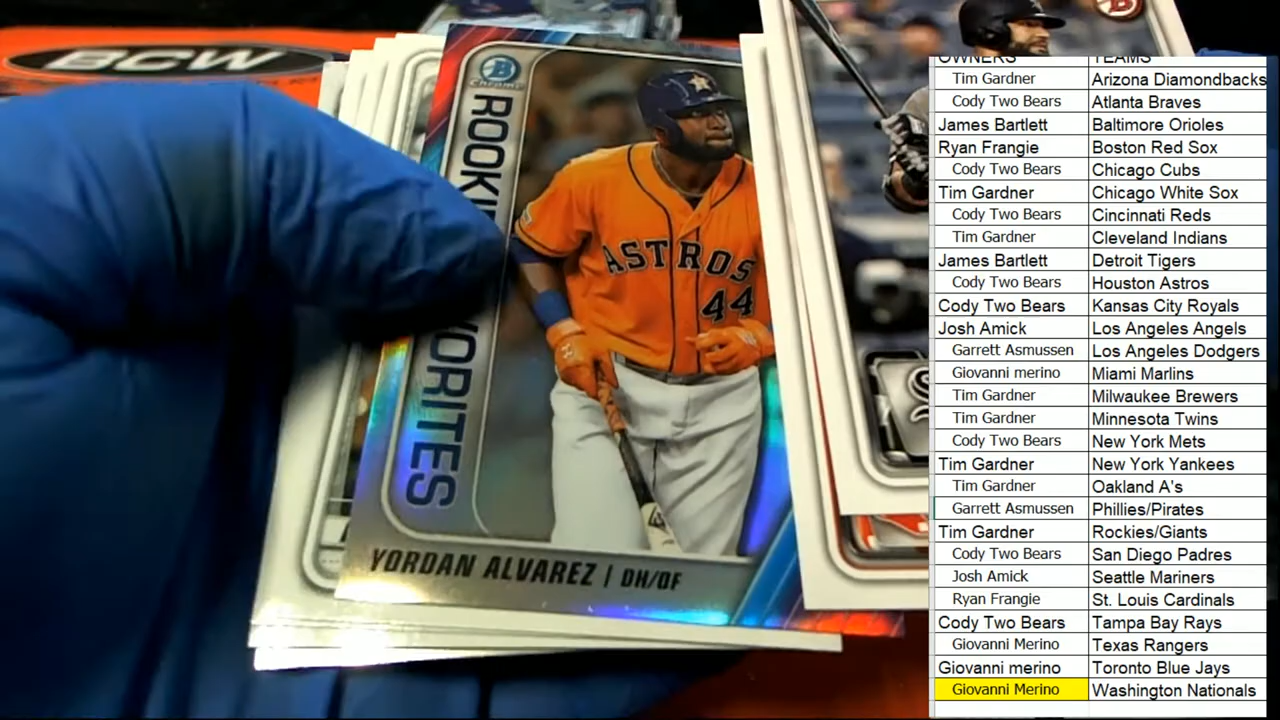 BCW
Chrome
ROOKI
VORITES
ASTROS
44
YORDAN ALVAREZ | DH/OF
B
OWNERS TEAMS
Tim Gardner Arizona Diamondbacks
Cody Two Bears Atlanta Braves
James Bartlett Baltimore Orioles
Ryan Frangie Boston Red Sox
Cody Two Bears Chicago Cubs
Tim Gardner Chicago White Sox
Cody Two Bears Cincinnati Reds
Tim Gardner Cleveland Indians
James Bartlett Detroit Tigers
Cody Two Bears Houston Astros
Cody Two Bears Kansas City Royals
Josh Amick Los Angeles Angels
Garrett Asmussen Los Angeles Dodgers
Giovanni merino Miami Marlins
Tim Gardner Milwaukee Brewers
Tim Gardner Minnesota Twins
Cody Two Bears New York Mets
Tim Gardner New York Yankees
Tim Gardner Oakland A's
Garrett Asmussen Phillies/Pirates
Tim Gardner Rockies/Giants
Cody Two Bears San Diego Padres
Josh Amick Seattle Mariners
Ryan Frangie St. Louis Cardinals
Cody Two Bears Tampa Bay Rays
Giovanni Merino Texas Rangers
Giovanni merino Toronto Blue Jays
Giovanni Merino Washington Nationals